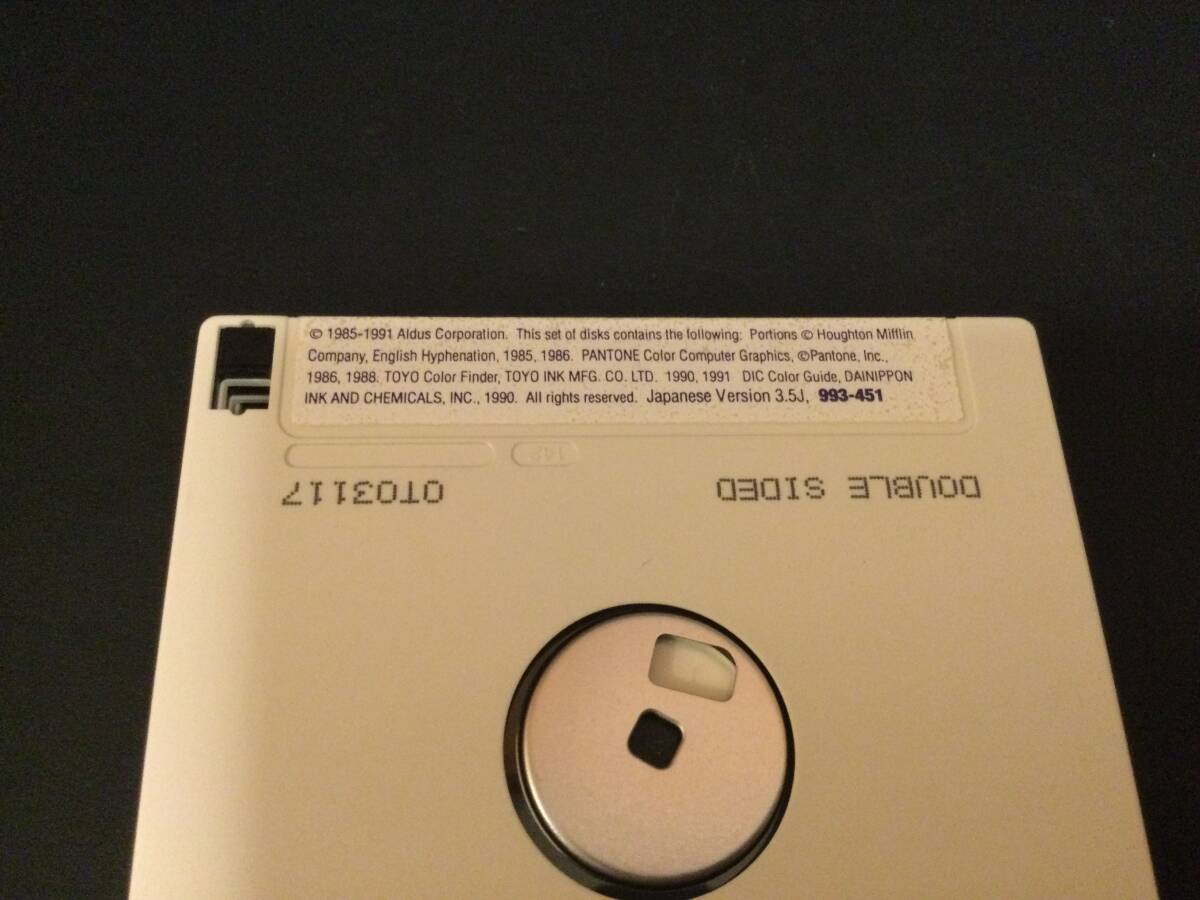 © 1985-1991 Aldus Corporation. This set of disks contains the following: Portions © Houghton Mifflin
Company, English Hyphenation, 1985, 1986. PANTONE Color Computer Graphics, ©Pantone, Inc.,
1986, 1988. TOYO Color Finder, TOYO INK MFG. CO. LTD. 1990, 1991 DIC Color Guide, DAINIPPON
INK AND CHEMICALS, INC., 1990. All rights reserved. Japanese Version 3.5J, 993-451
DOUBLE SIDED
OTO3117